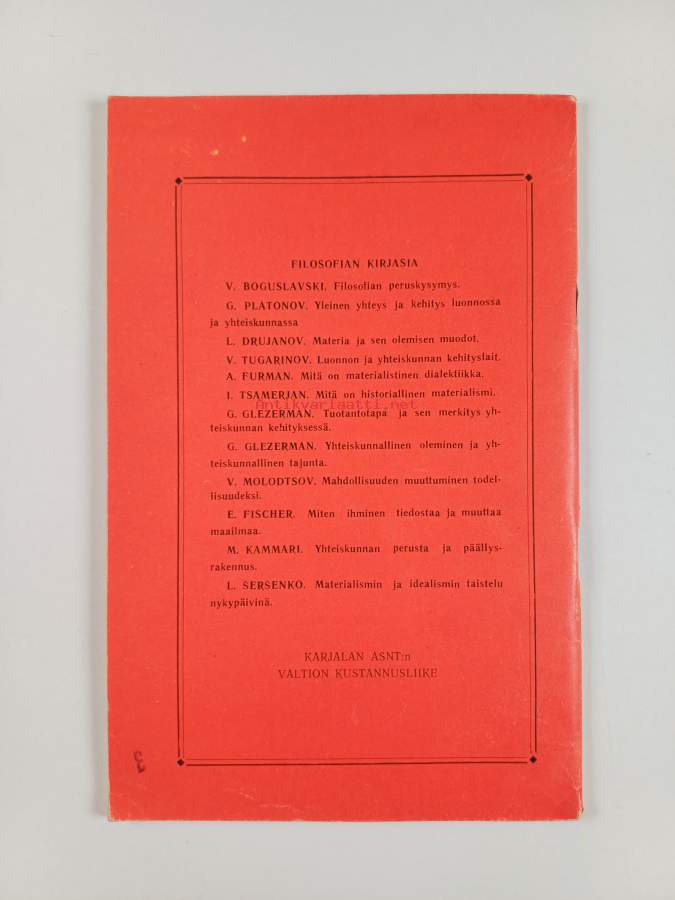 FILOSOFIAN KIRJASIA
V. BOGUSLAVSKI. Filosofian peruskysymys.
G. PLATONOV. Yleinen yhteys ja kehitys luonnossa
ja yhteiskunnassa
L. DRUJANOV. Materia ja sen olemisen muodot.
V. TUGARINOV. Luonnon ja yhteiskunnan kehityslait.
A. FURMAN. Mitä on materialistinen dialektiikka.
I. TSAMERJAN. Mitä on historiallinen materialismi.
Antikvariaatti.net
G. GLEZERMAN. Tuotantotapa ja sen merkitys yh-
teiskunnan kehityksessä.
G. GLEZERMAN. Yhteiskunnallinen oleminen ja yh-
teiskunnallinen tajunta.
V. MOLODTSOV. Mahdollisuuden muuttuminen todel-
lisuudeksi.
E. FISCHER. Miten ihminen tiedostaa ja muuttaa
maailmaa.
M. KAMMARI. Yhteiskunnan perusta ja päällys-
rakennus.
L. ŠERŠENKO. Materialismin ja idealismin taistelu
nykypäivinä.
KARJALAN ASNT:n
VALTION KUSTANNUSLIIKE